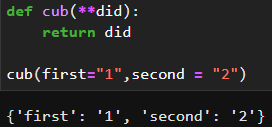 def cub(**did):
    return did
cub(first="1",second = "2")
{'first': '1', 'second': '2'}